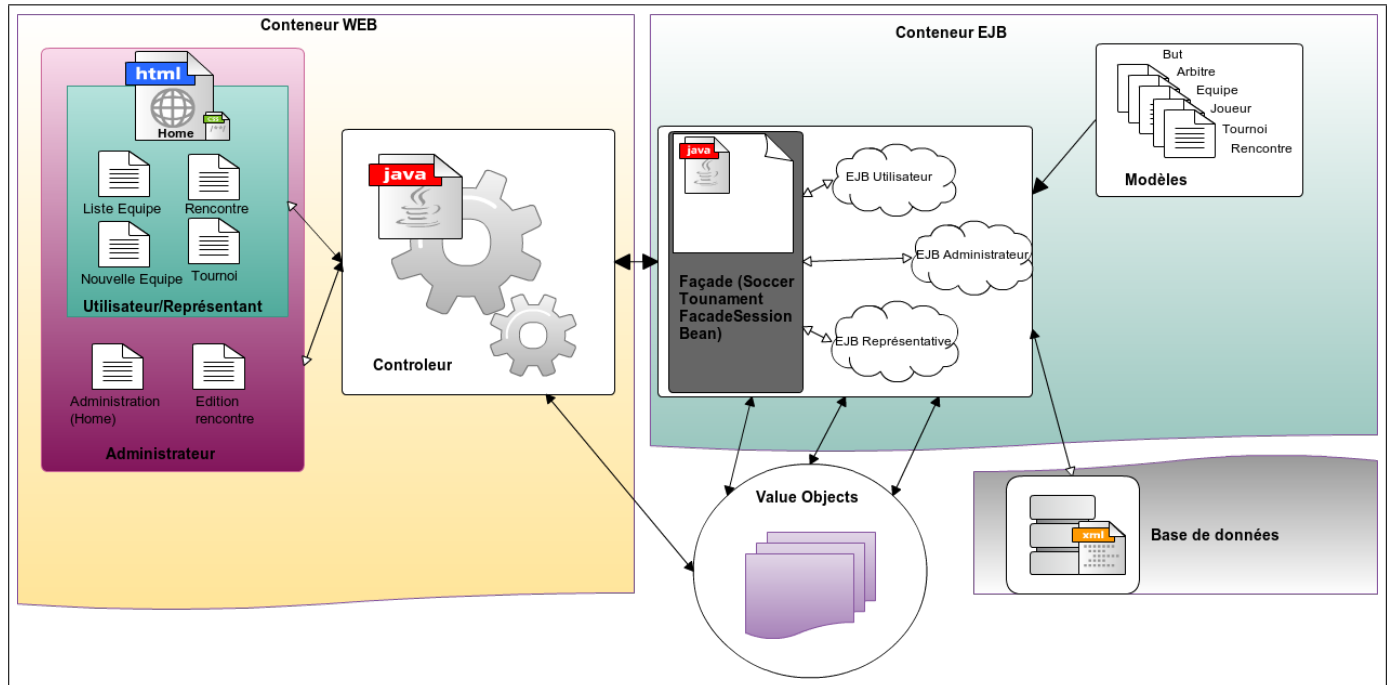 Conteneur WEB
html
css
/**/
Home
Liste Equipe
Rencontre
Nouvelle Equipe
Tournoi
Utilisateur/Représentant
Administration
(Home)
Edition
rencontre
Administrateur
java
Controleur
Conteneur EJB
java
Façade (Soccer
Tounament
FacadeSession
Bean)
EJB Utilisateur
EJB Administrateur
EJB Représentative
But
Arbitre
Equipe
Joueur
Tournoi
Rencontre
Modèles
Value Objects
xml
Base de données